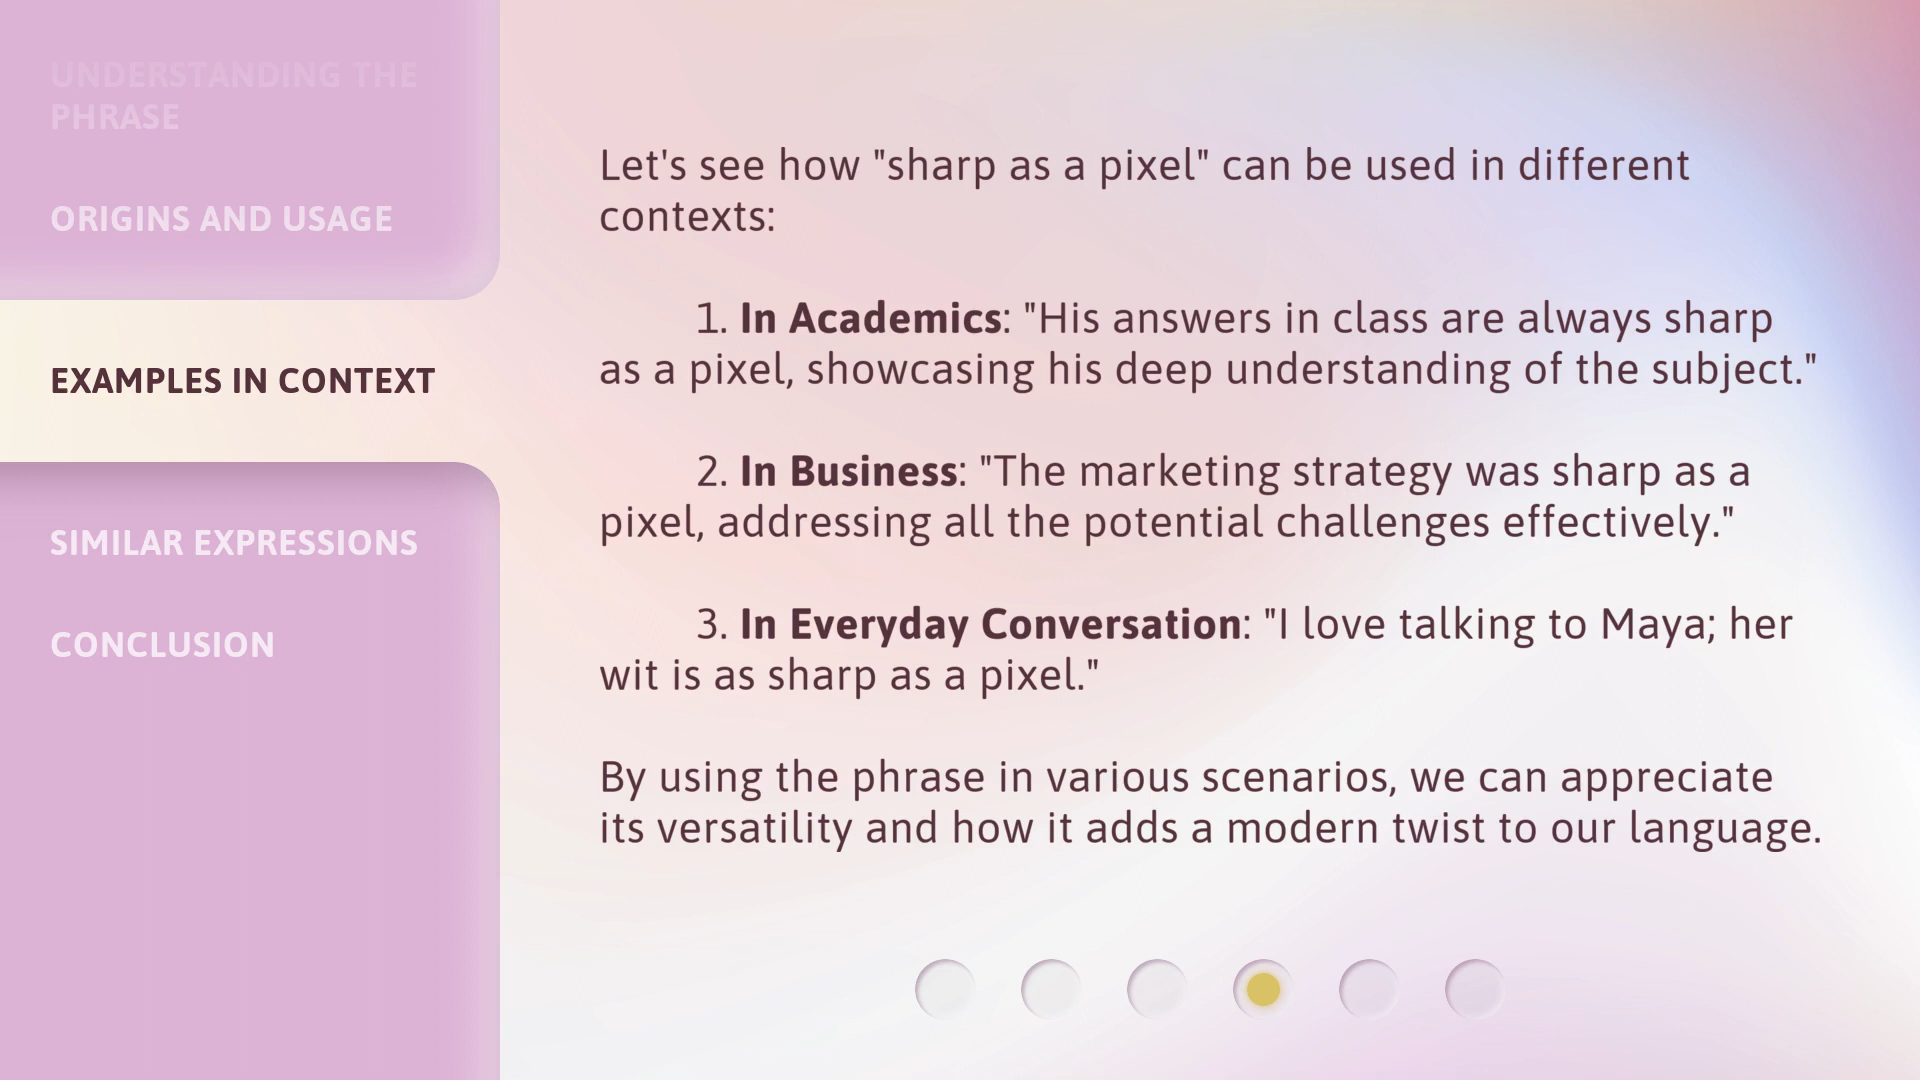 UNDERSTANDING THE
PHRASE
ORIGINS AND USAGE
EXAMPLES IN CONTEXT
SIMILAR EXPRESSIONS
CONCLUSION
Let's see how "sharp as a pixel" can be used in different
contexts:
1. In Academics: "His answers in class are always sharp
as a pixel, showcasing his deep understanding of the subject."
2. In Business: "The marketing strategy was sharp as a
pixel, addressing all the potential challenges effectively."
3. In Everyday Conversation: "I love talking to Maya; her
wit is as sharp as a pixel."
By using the phrase in various scenarios, we can appreciate
its versatility and how it adds a modern twist to our language.